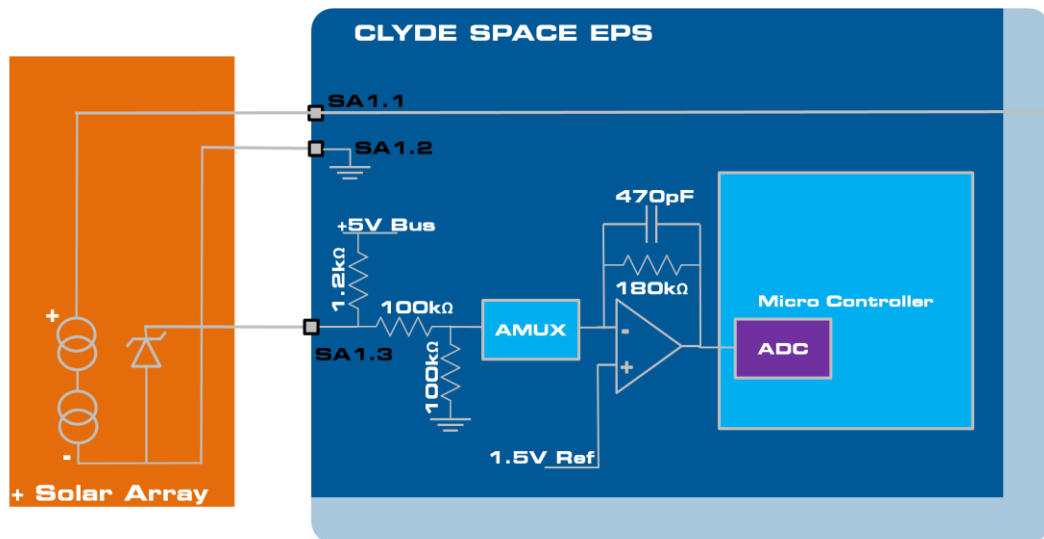 CLYDE SPACE EPS
SA1.1
SA1.2
470pF
+5V Bus
1.2kΩ
180kΩ
100kΩ
Micro Controller
+
AMUX
-
ADC
SA1.3
+
100kΩ
1.5V Ref
-
+ Solar Array